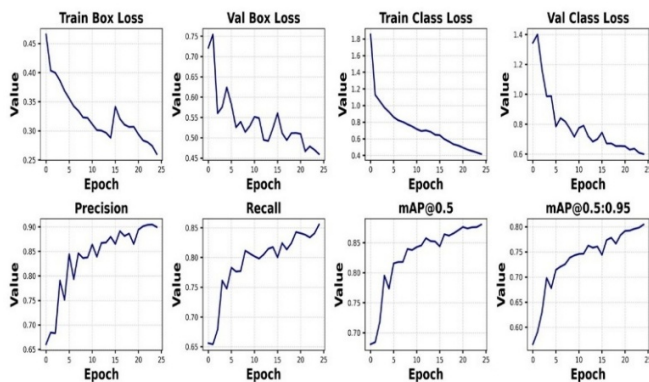 Train Box Loss
Value
0.45
0.40
0.35
0.30
0.25
0 5 10 15 20 25
Epoch
Val Box Loss
Value
0.75
0.70
0.65
0.60
0.55
0.50
0.45
0 5 10 15 20 25
Epoch
Train Class Loss
Value
1.8
1.6
1.4
1.2
1.0
0.8
0.6
0.4
0 5 10 15 20 25
Epoch
Val Class Loss
Value
1.4
1.2
1.0
0.8
0.6
0 5 10 15 20 25
Epoch
Precision
Value
0.90
0.85
0.80
0.75
0.70
0.65
0 5 10 15 20 25
Epoch
Recall
Value
0.85
0.80
0.75
0.70
0.65
0 5 10 15 20 25
Epoch
mAP@0.5
Value
0.85
0.80
0.75
0.70
0 5 10 15 20 25
Epoch
mAP@0.5:0.95
Value
0.80
0.75
0.70
0.65
0.60
0 5 10 15 20 25
Epoch